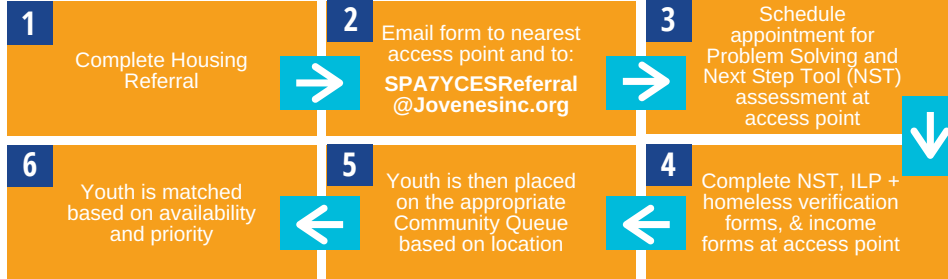 1
Complete Housing
Referral
2
Email form to nearest
access point and to:
SPA7YCESReferral
@Jovenesinc.org
3
Schedule
appointment for
Problem Solving and
Next Step Tool (NST)
assessment at
access point
4
Complete NST, ILP +
homeless verification
forms, & income
forms at access point
5
Youth is then placed
on the appropriate
Community Queue
based on location
6
Youth is matched
based on availability
and priority